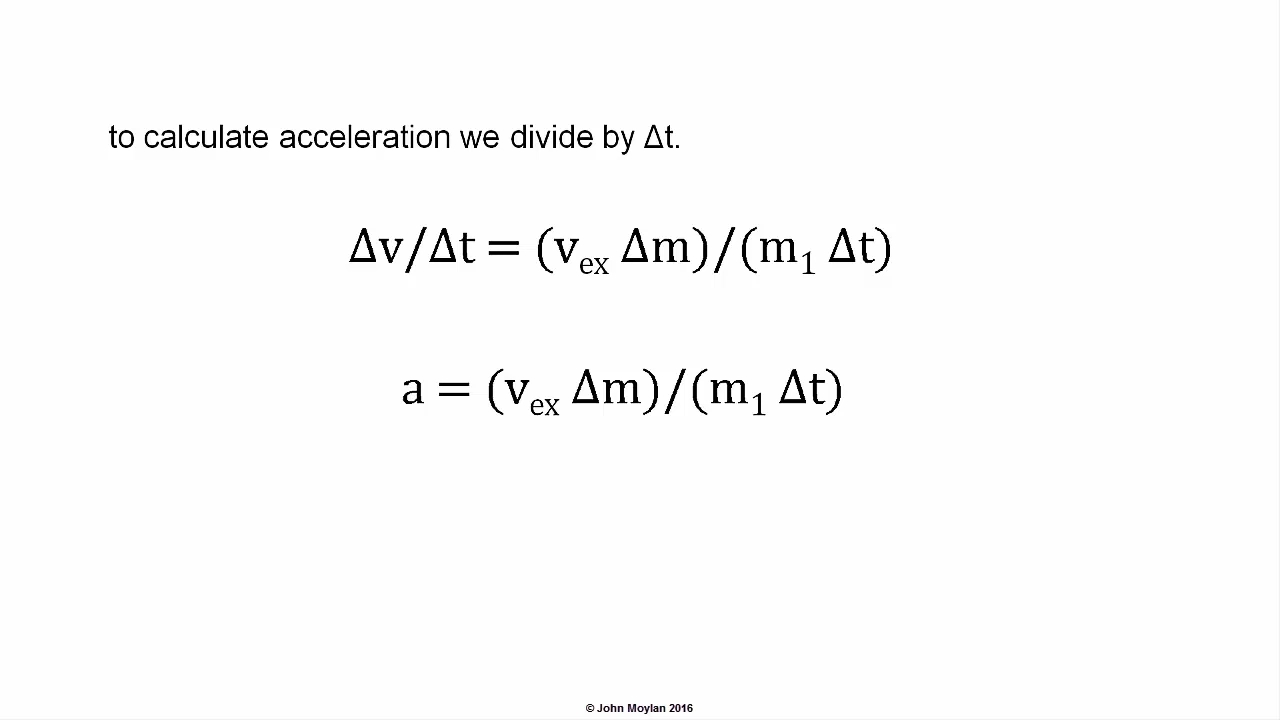 to calculate acceleration we divide by Δt.
Δv/Δt = (vₑₓ Δm)/(m₁ Δt)
a = (vₑₓ Δm)/(m₁ Δt)
© John Moylan 2016